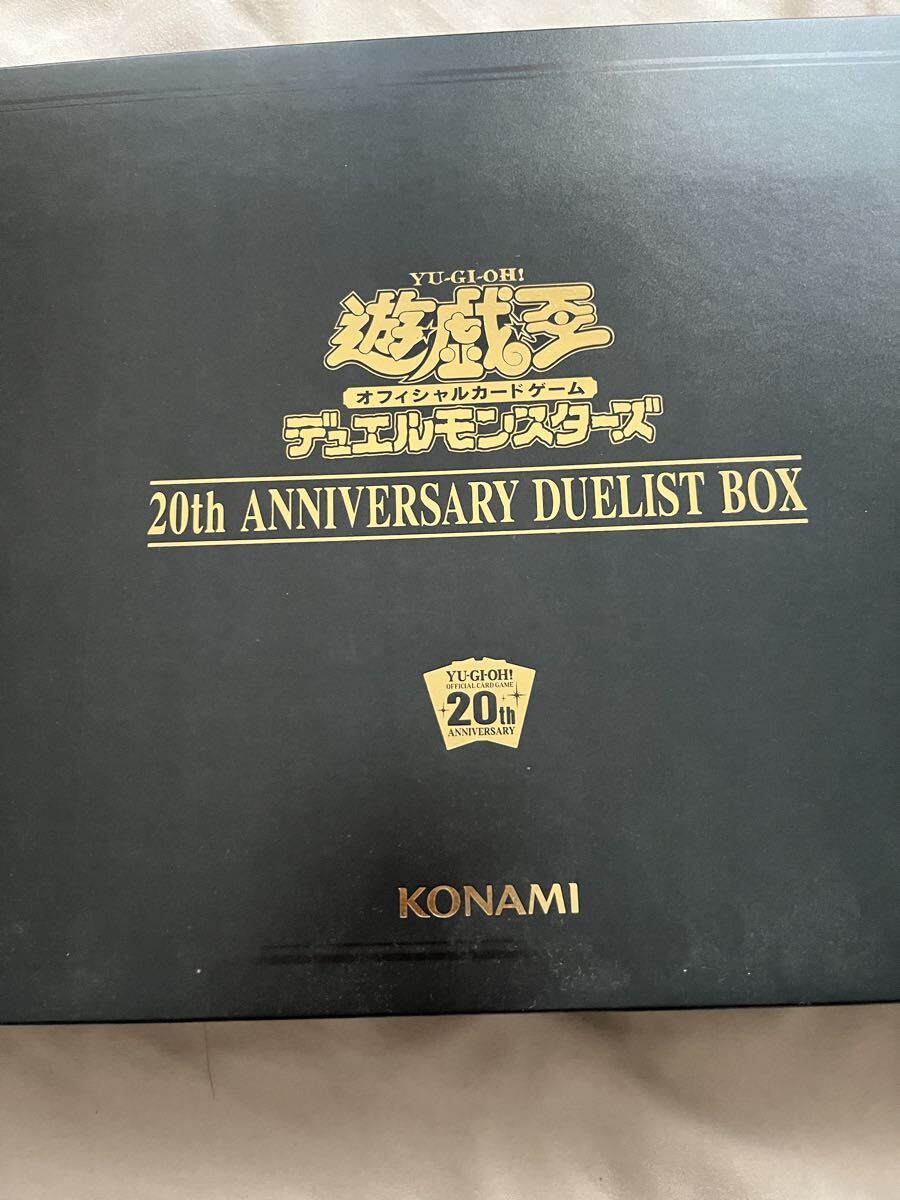 YU-GI-OH!
遊戯王
オフィシャルカードゲーム
デュエルモンスターズ
20th ANNIVERSARY DUELIST BOX
YU-GI-OH!
OFFICIAL CARD GAME
20th
ANNIVERSARY
KONAMI